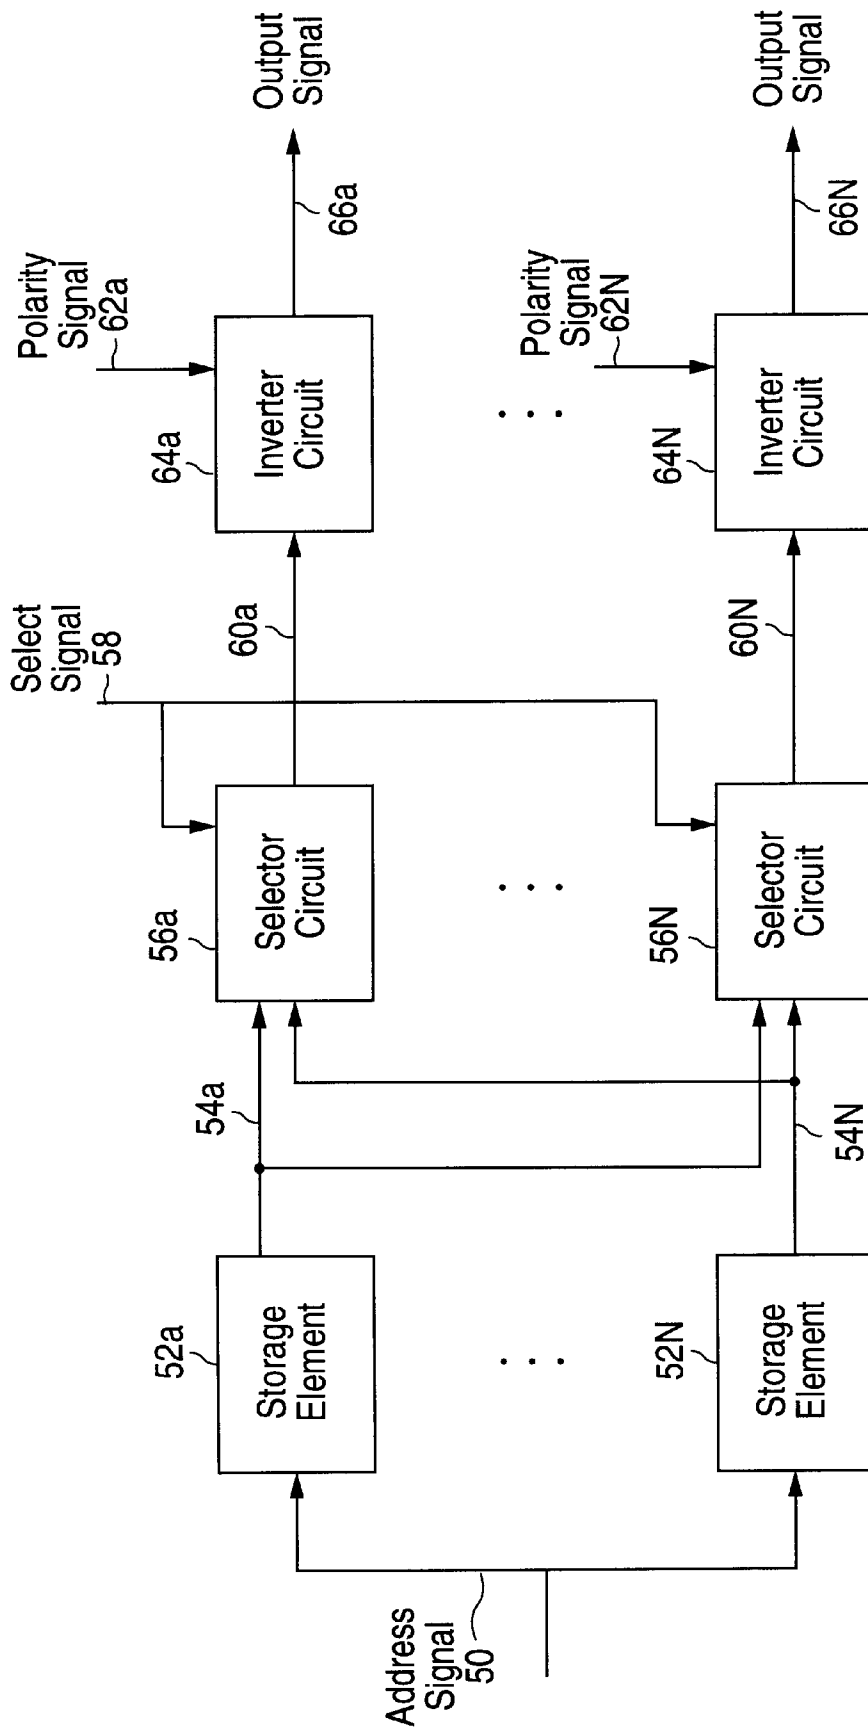 Address
Signal
50
52a
Storage
Element
54a
56a
Selector
Circuit
Select
Signal
58
60a
64a
Inverter
Circuit
Polarity
Signal
62a
66a
Output
Signal
52N
Storage
Element
54N
56N
Selector
Circuit
60N
64N
Inverter
Circuit
Polarity
Signal
62N
66N
Output
Signal